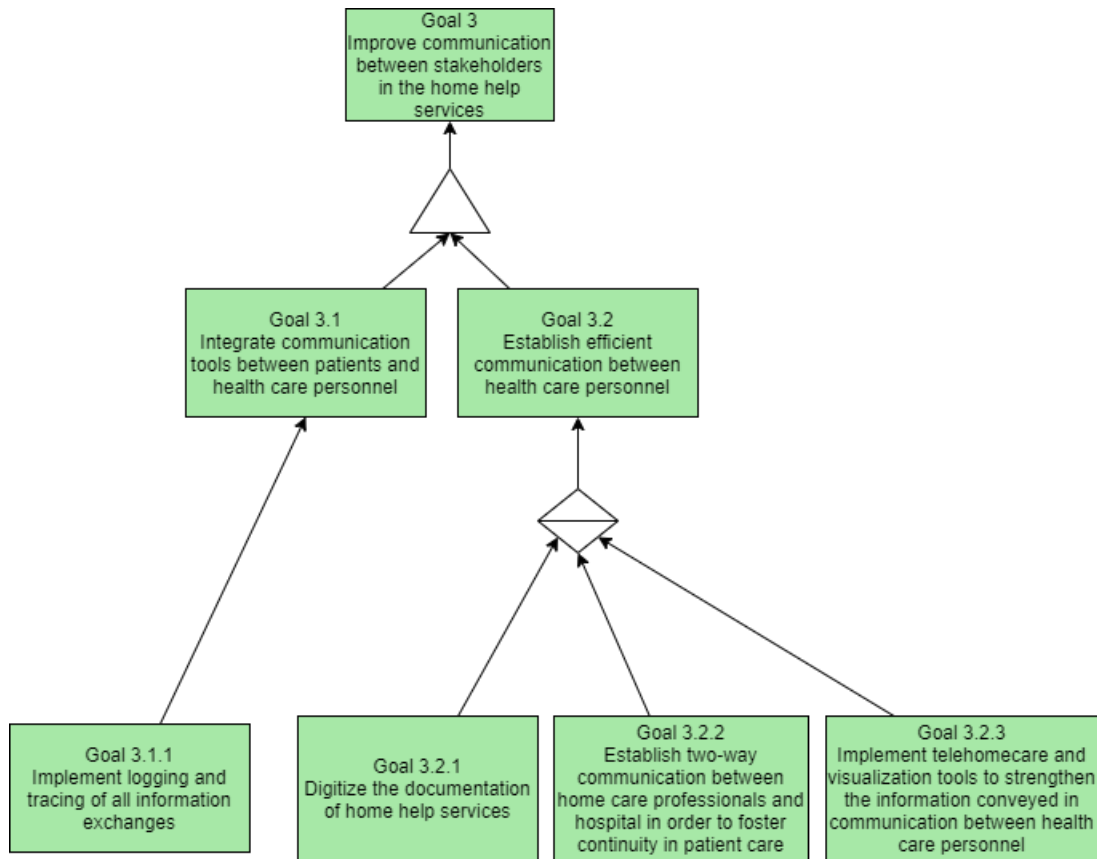 Goal 3
Improve communication
between stakeholders
in the home help
services
Goal 3.1
Integrate communication
tools between patients and
health care personnel
Goal 3.2
Establish efficient
communication between
health care personnel
Goal 3.1.1
Implement logging and
tracing of all information
exchanges
Goal 3.2.1
Digitize the documentation
of home help services
Goal 3.2.2
Establish two-way
communication between
home care professionals and
hospital in order to foster
continuity in patient care
Goal 3.2.3
Implement telehomecare and
visualization tools to strengthen
the information conveyed in
communication between health
care personnel